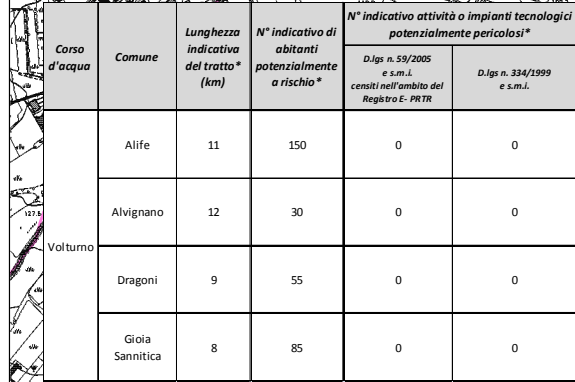 Corso
d'acqua
Comune
Lunghezza
indicativa
del tratto*
(km)
N° indicativo di
abitanti
potenzialmente
a rischio*
N° indicativo attività o impianti tecnologici
potenzialmente pericolosi*
D.lgs n. 59/2005
e s.m.i.
censiti nell'ambito del
Registro E- PRTR
D.lgs n. 334/1999
e s.m.i.
Volturno
Alife 11 150 0 0
Alvignano 12 30 0 0
Dragoni 9 55 0 0
Gioia
Sannitica 8 85 0 0
127.8